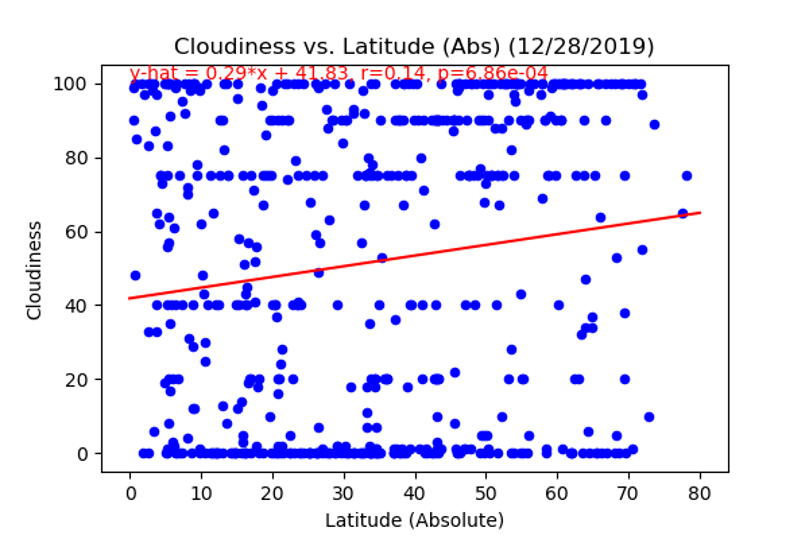 Cloudiness vs. Latitude (Abs) (12/28/2019)
y-hat = 0.29*x + 41.83, r=0.14, p=6.86e-04
100
80
60
40
20
0
Cloudiness
0 10 20 30 40 50 60 70 80
Latitude (Absolute)